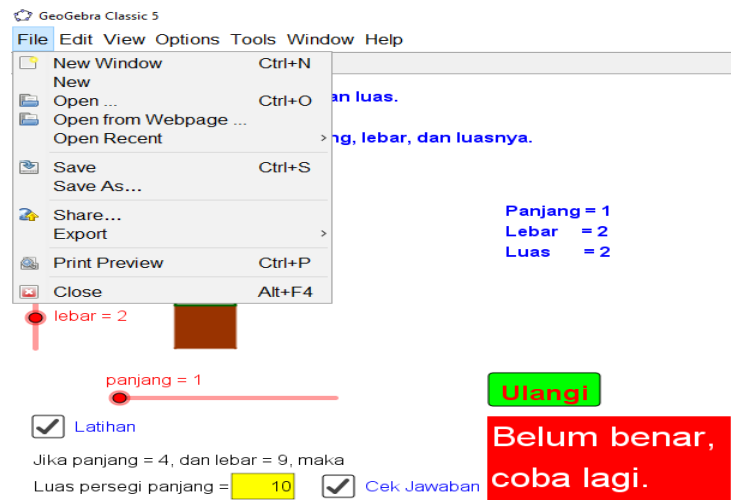 GeoGebra Classic 5
File Edit View Options Tools Window Help
New Window Ctrl+N
New
Open ... Ctrl+O
Open from Webpage ...
Open Recent
Save Ctrl+S
Save As...
Share...
Export
Print Preview Ctrl+P
Close Alt+F4
an luas.
ng, lebar, dan luasnya.
Panjang = 1
Lebar = 2
Luas = 2
lebar = 2
panjang = 1
Ulangi
Latihan
Jika panjang = 4, dan lebar = 9, maka
Luas persegi panjang = 10
Cek Jawaban
Belum benar,
coba lagi.